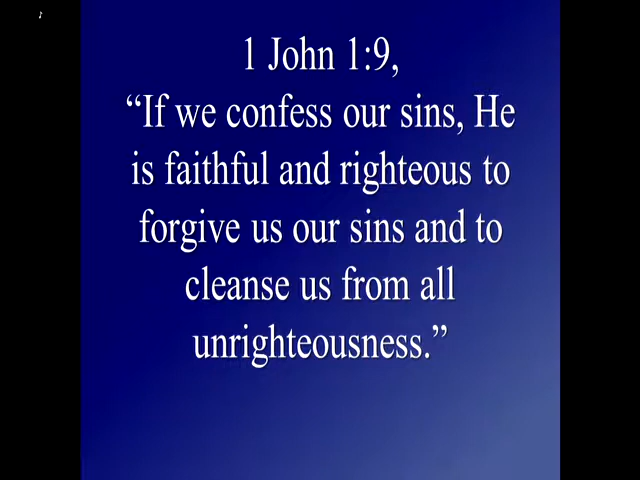 1 John 1:9,
“If we confess our sins, He
is faithful and righteous to
forgive us our sins and to
cleanse us from all
unrighteousness.”